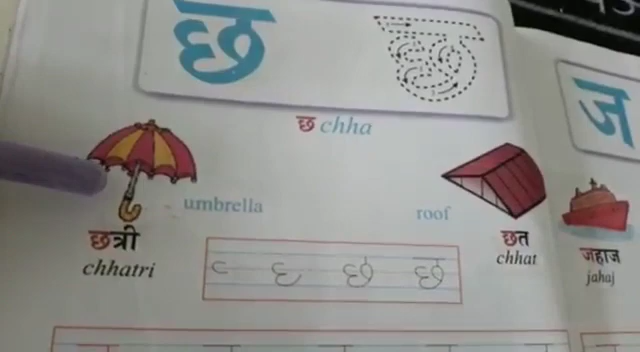 छ
छ chha
umbrella
roof
छत्री
chhatri
छत
chhat
छ
ज
जहाज
jahaj